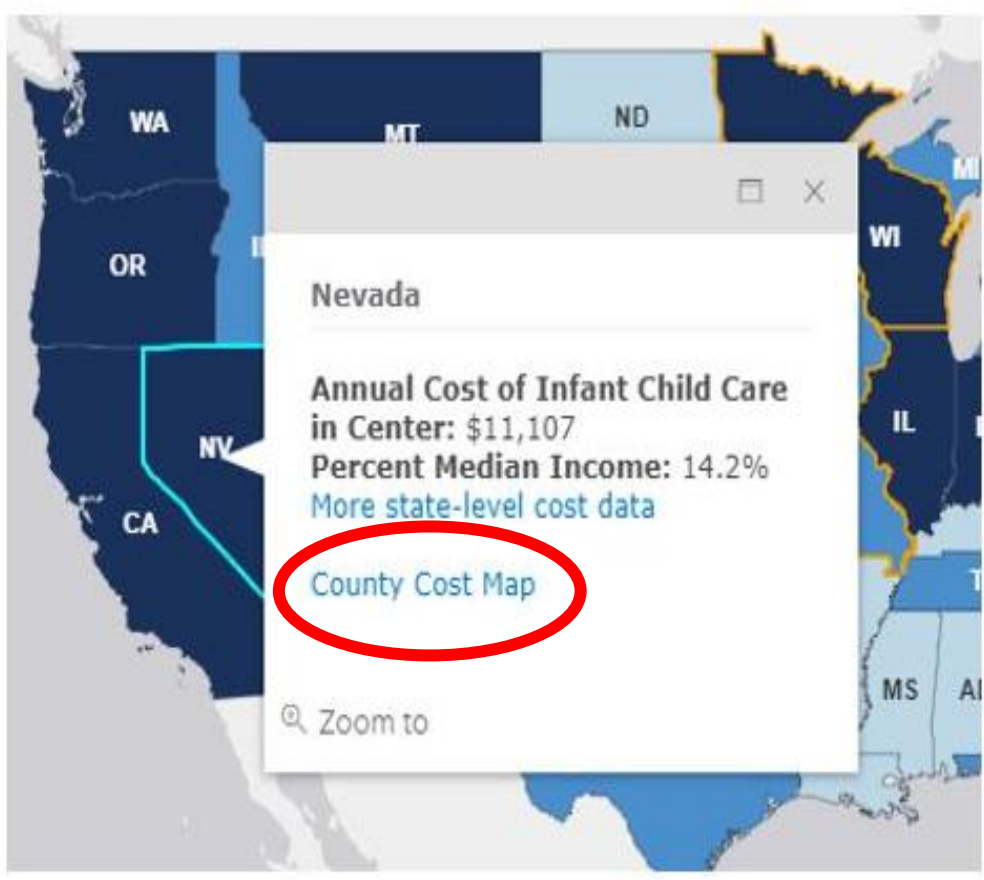 WA
MT
ND
MI
OR
WI
Nevada
Annual Cost of Infant Child Care
in Center: $11,107
Percent Median Income: 14.2%
More state-level cost data
NV
IL
CA
County Cost Map
MS
Zoom to